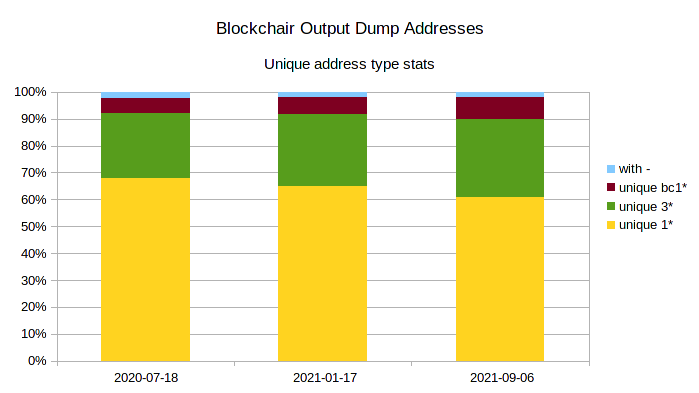 Blockchair Output Dump Addresses
Unique address type stats
100%
90%
80%
70%
60%
50%
40%
30%
20%
10%
0%
2020-07-18 2021-01-17 2021-09-06
with -
unique bc1*
unique 3*
unique 1*